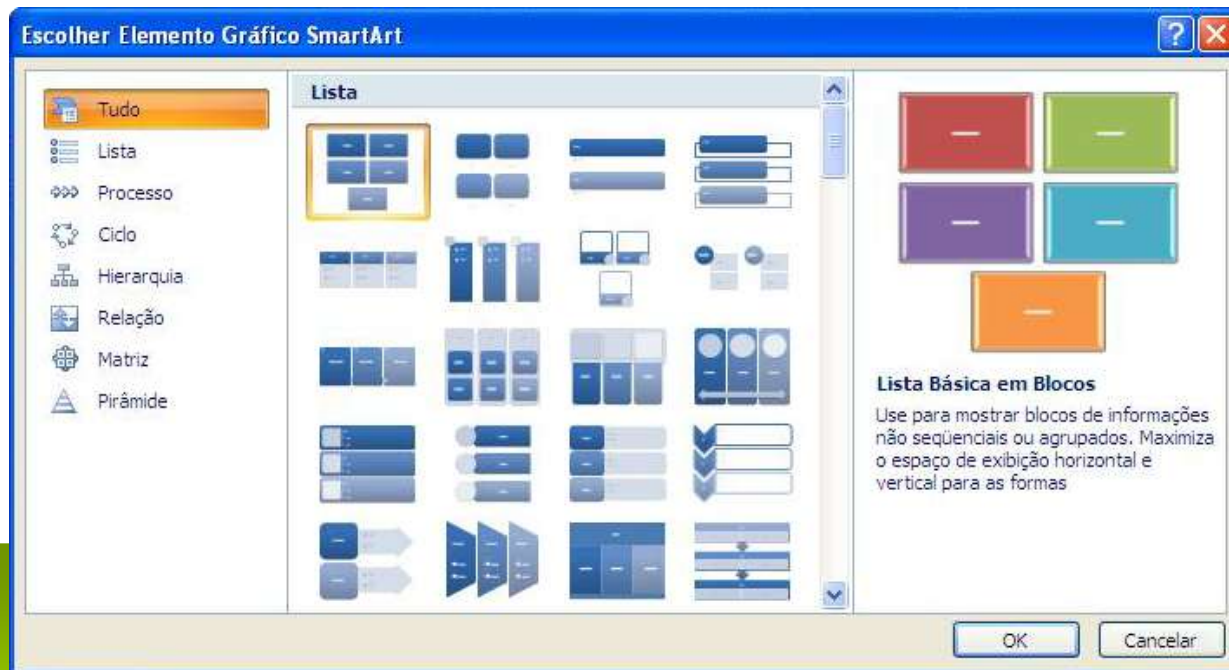 Escolher Elemento Gráfico SmartArt
Tudo
Lista
Processo
Ciclo
Hierarquia
Relação
Matriz
Pirâmide
Lista
Lista Básica em Blocos
Use para mostrar blocos de informações
não seqüenciais ou agrupados. Maximiza
o espaço de exibição horizontal e
vertical para as formas
OK
Cancelar